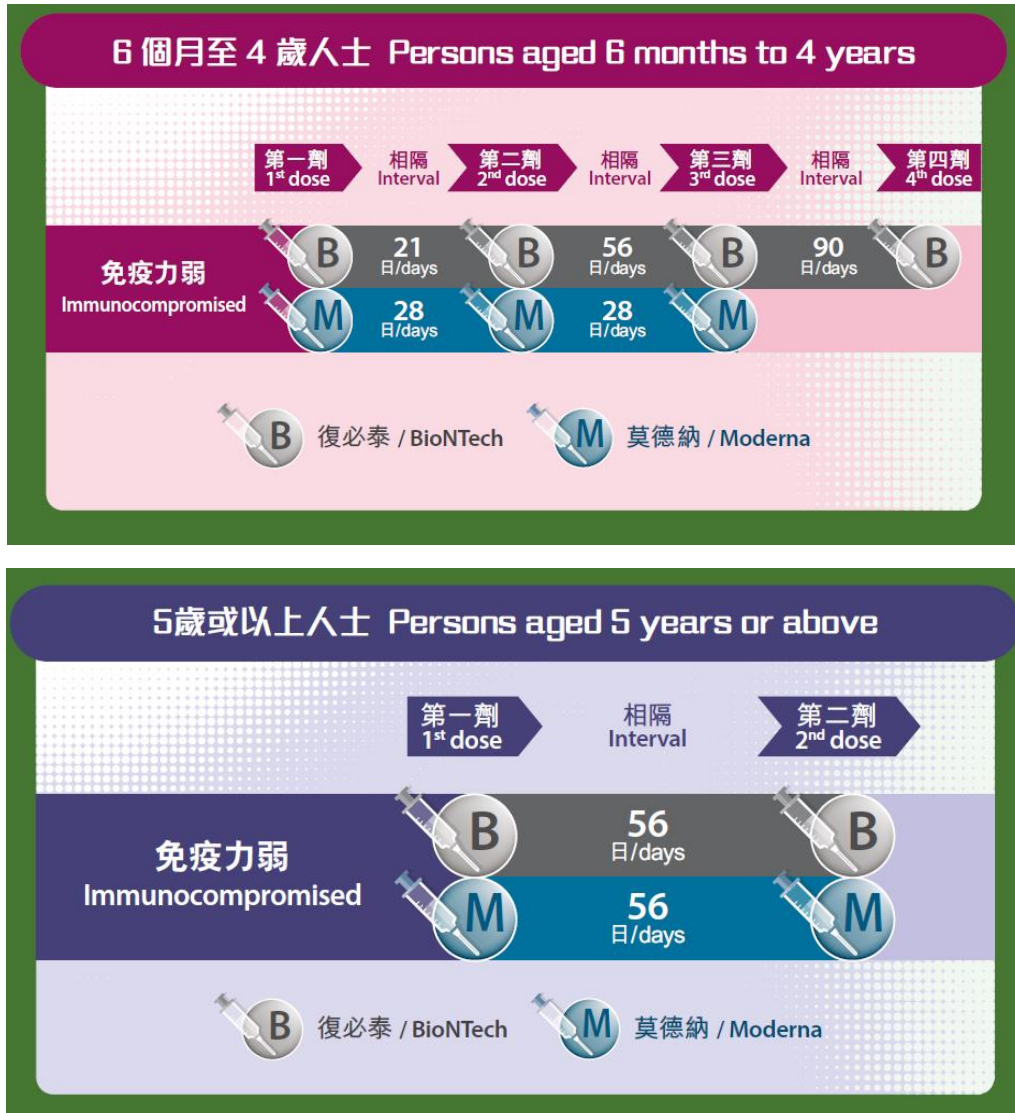 6 個月至 4 歲人士 Persons aged 6 months to 4 years
第一劑 相隔 第二劑 相隔 第三劑 相隔 第四劑
1st dose Interval 2nd dose Interval 3rd dose Interval 4th dose
免疫力弱
Immunocompromised
B 21 B 56 B 90 B
日/days 日/days 日/days
M 28 M 28 M
日/days 日/days
B 復必泰 / BioNTech M 莫德納 / Moderna
5歲或以上人士 Persons aged 5 years or above
第一劑 相隔 第二劑
1st dose Interval 2nd dose
免疫力弱
Immunocompromised
B 56 B
日/days
M 56 M
日/days
B 復必泰 / BioNTech M 莫德納 / Moderna